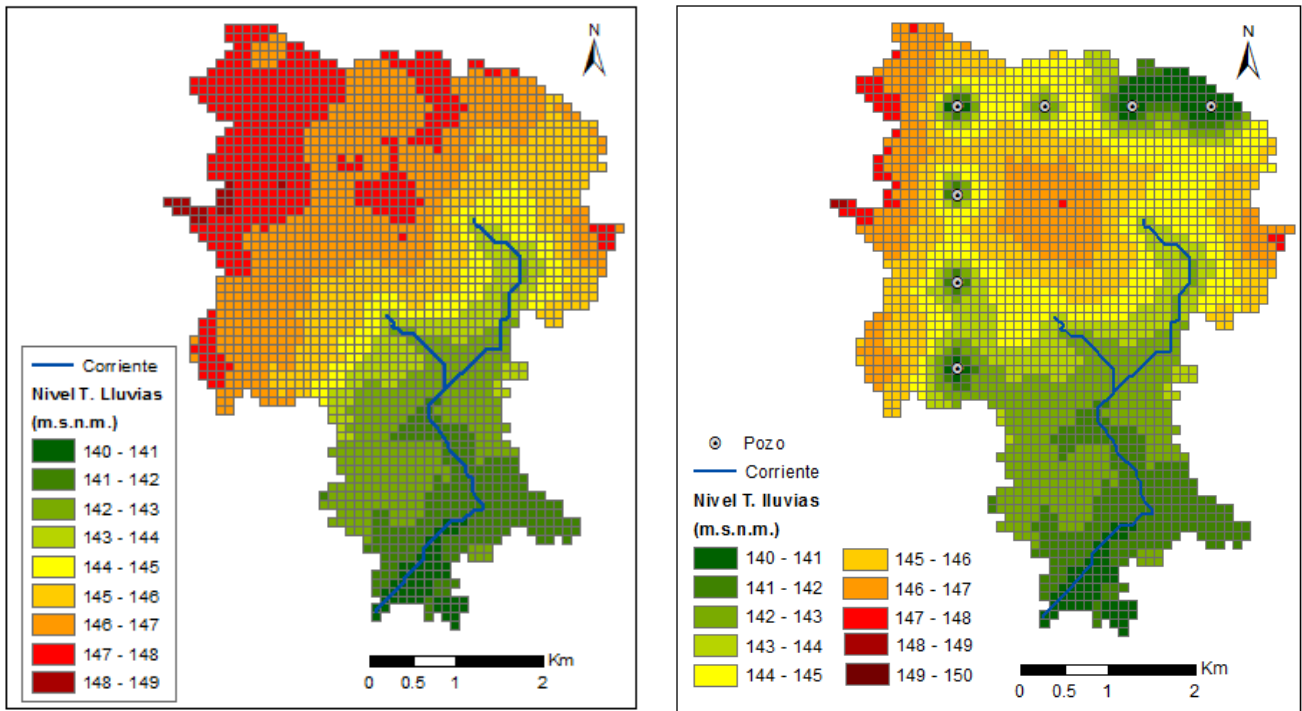 N
Corriente
Nivel T. Lluvias
(m.s.n.m.)
140 - 141
141 - 142
142 - 143
143 - 144
144 - 145
145 - 146
146 - 147
147 - 148
148 - 149
Km
0 0.5 1 2
N
Pozo
Corriente
Nivel T. lluvias
(m.s.n.m.)
140 - 141 145 - 146
141 - 142 146 - 147
142 - 143 147 - 148
143 - 144 148 - 149
144 - 145 149 - 150
Km
0 0.5 1 2